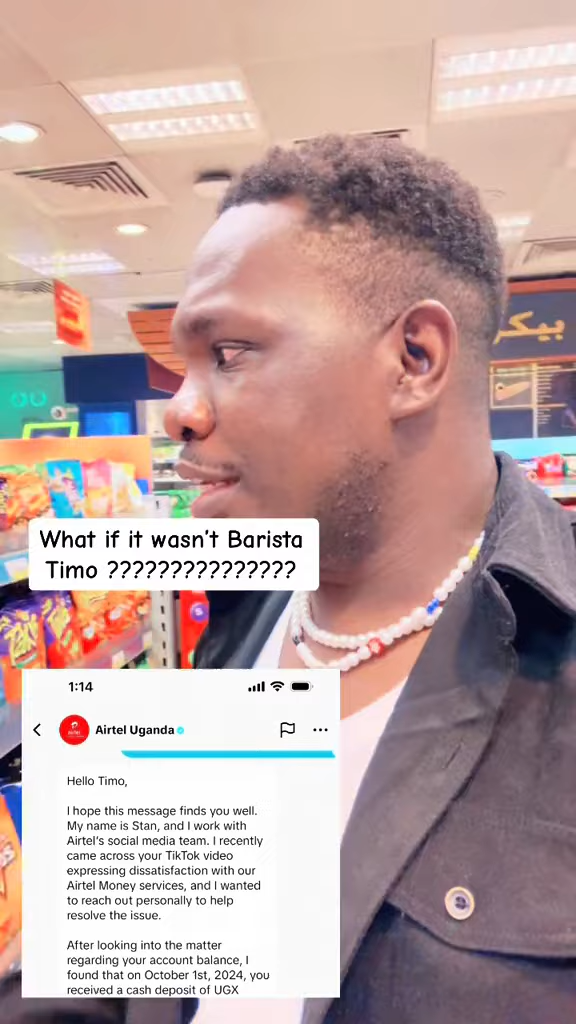 بيكر
What if it wasn't Barista
Timo ???????????????
1:14
Airtel Uganda
Hello Timo,
I hope this message finds you well.
My name is Stan, and I work with
Airtel's social media team. I recently
came across your TikTok video
expressing dissatisfaction with our
Airtel Money services, and I wanted
to reach out personally to help
resolve the issue.
After looking into the matter
regarding your account balance, I
found that on October 1st, 2024, you
received a cash deposit of UGX